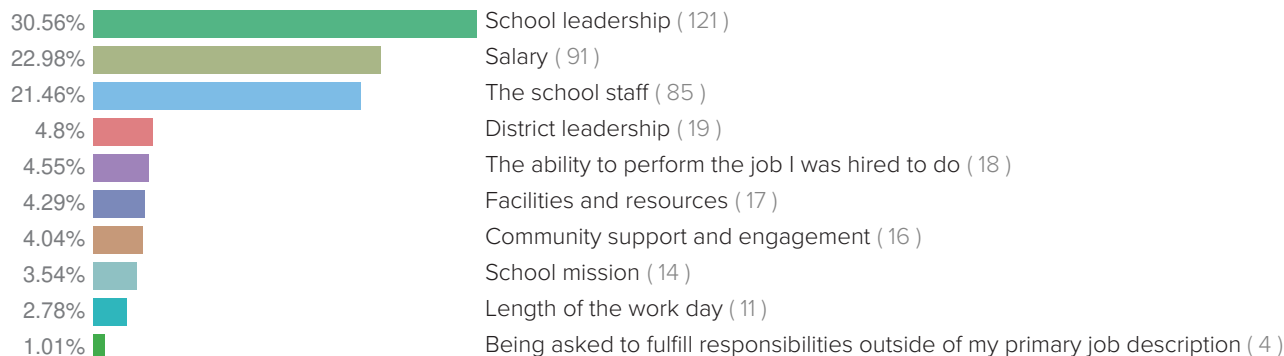 30.56% School leadership ( 121 )
22.98% Salary ( 91 )
21.46% The school staff ( 85 )
4.8% District leadership ( 19 )
4.55% The ability to perform the job I was hired to do ( 18 )
4.29% Facilities and resources ( 17 )
4.04% Community support and engagement ( 16 )
3.54% School mission ( 14 )
2.78% Length of the work day ( 11 )
1.01% Being asked to fulfill responsibilities outside of my primary job description ( 4 )